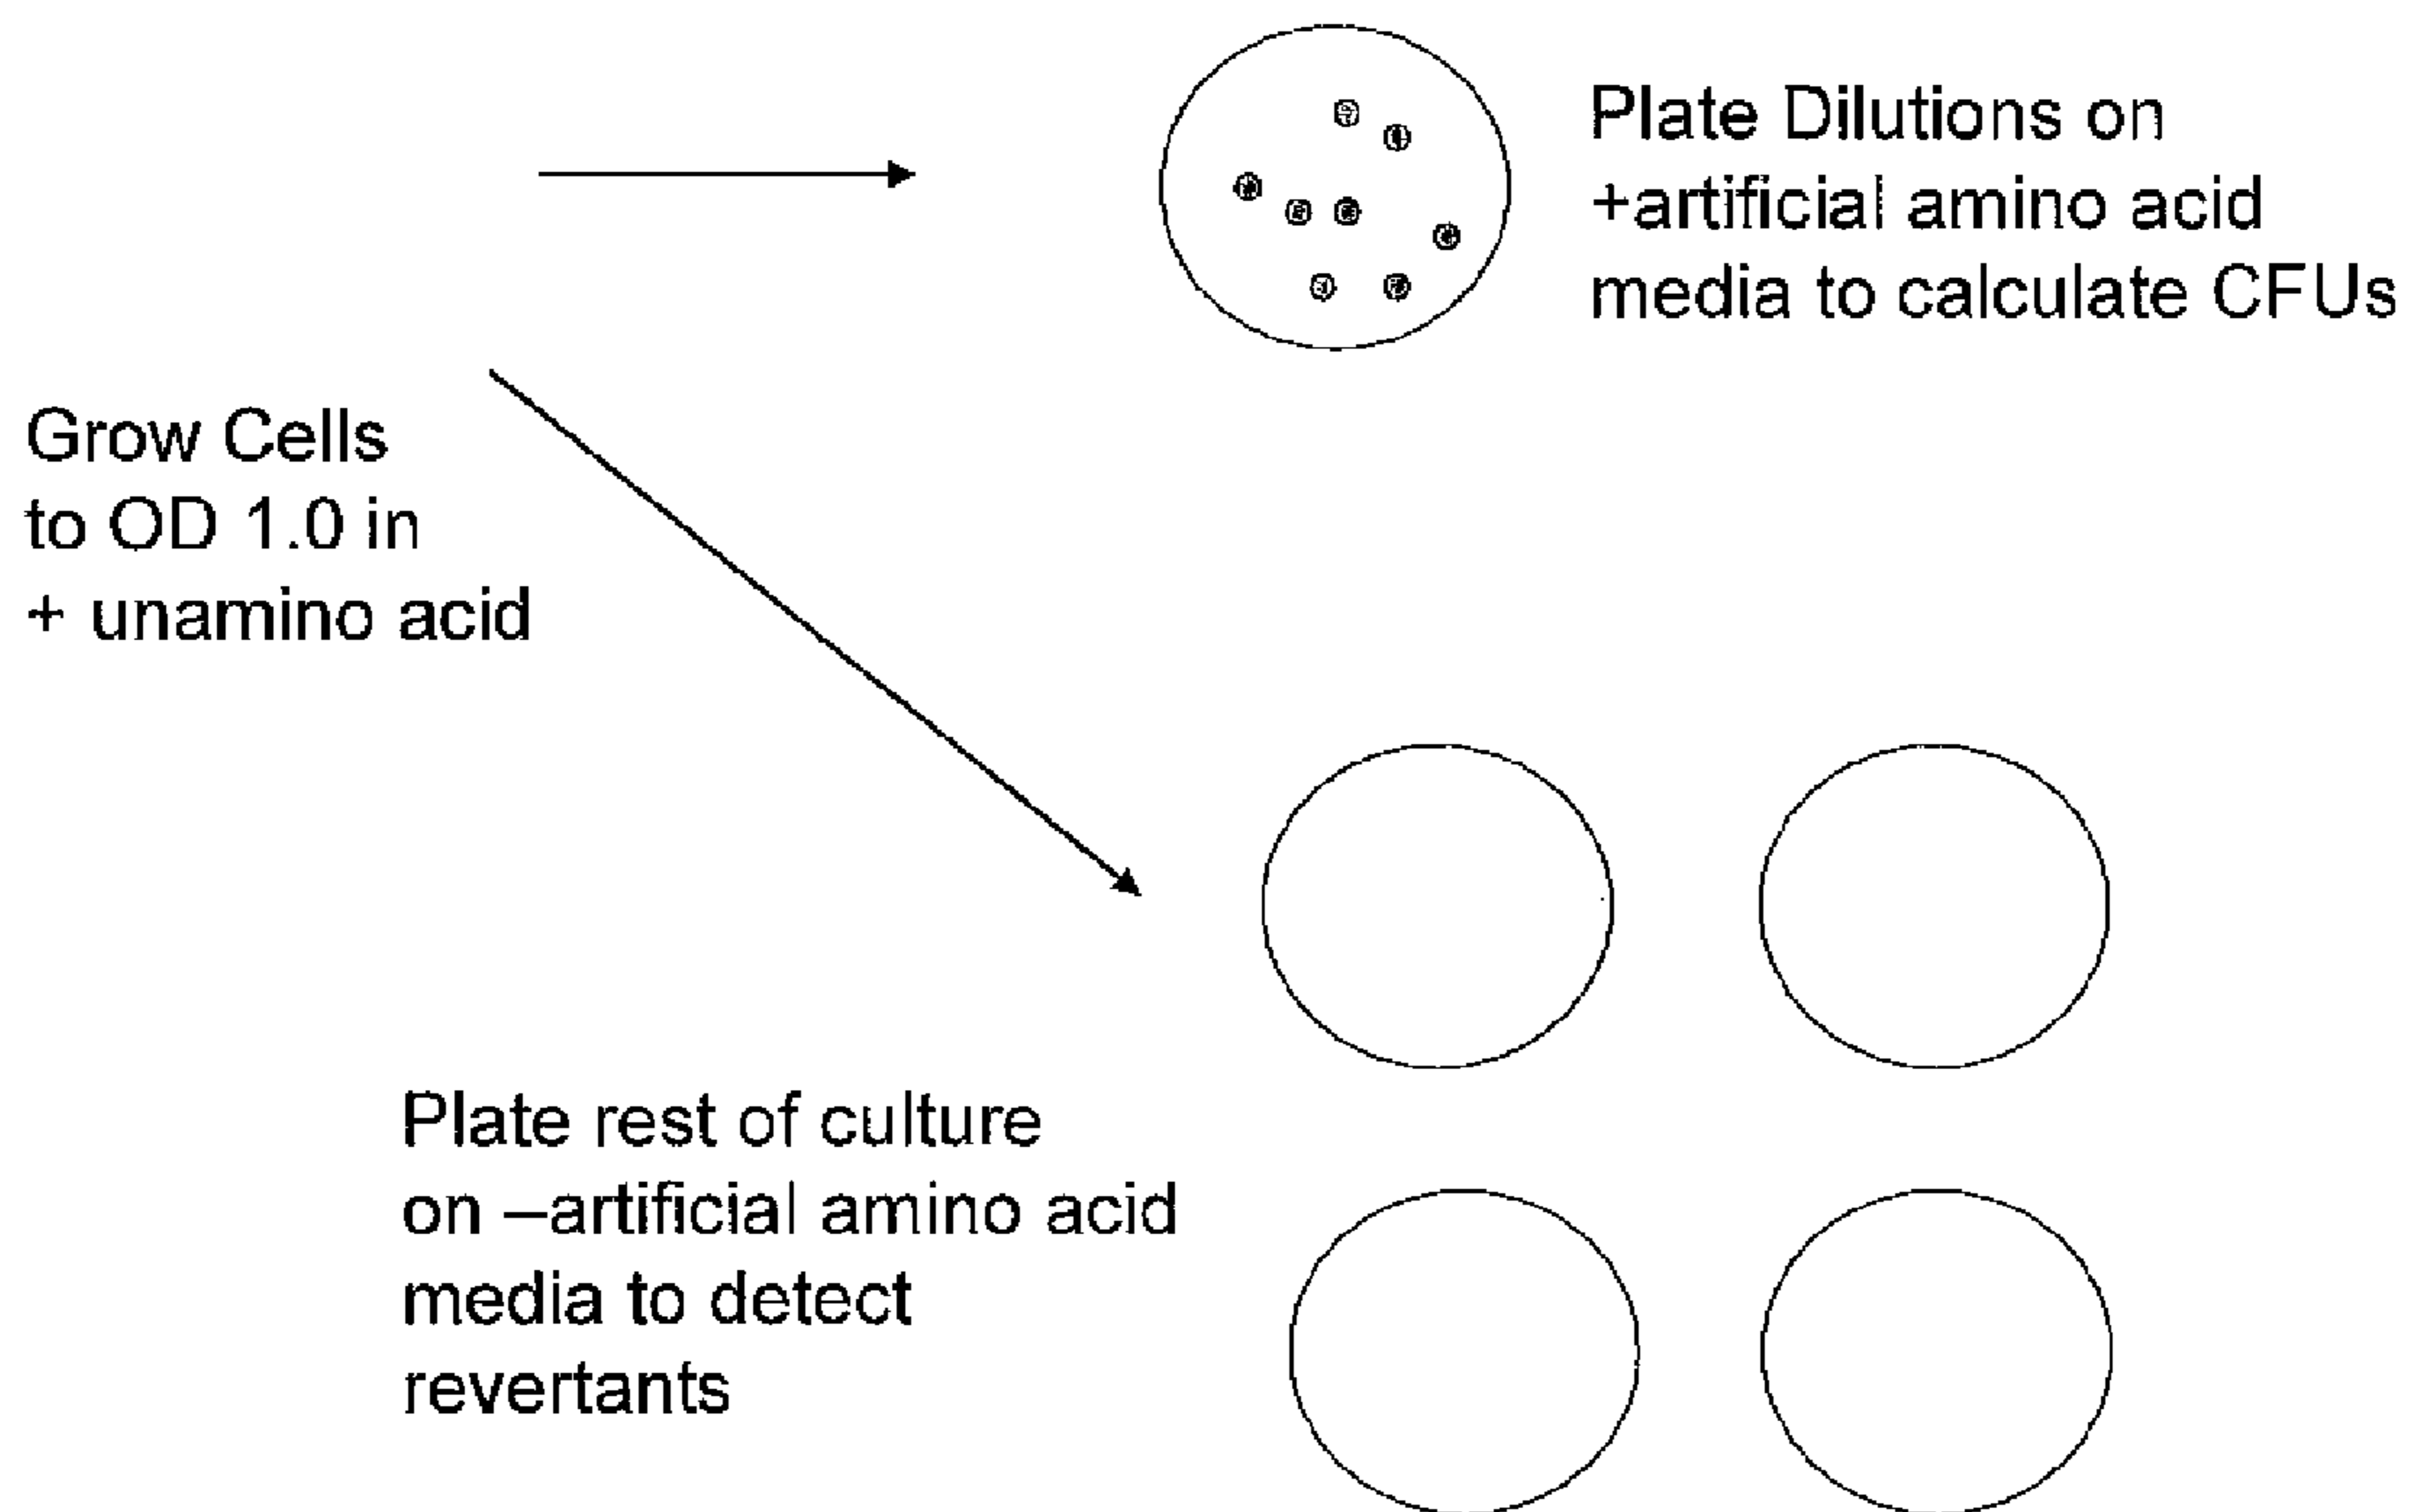 Plate Dilutions on
+artificial amino acid
media to calculate CFUs
Grow Cells
to OD 1.0 in
+ unamino acid
Plate rest of culture
on –artificial amino acid
media to detect
revertants